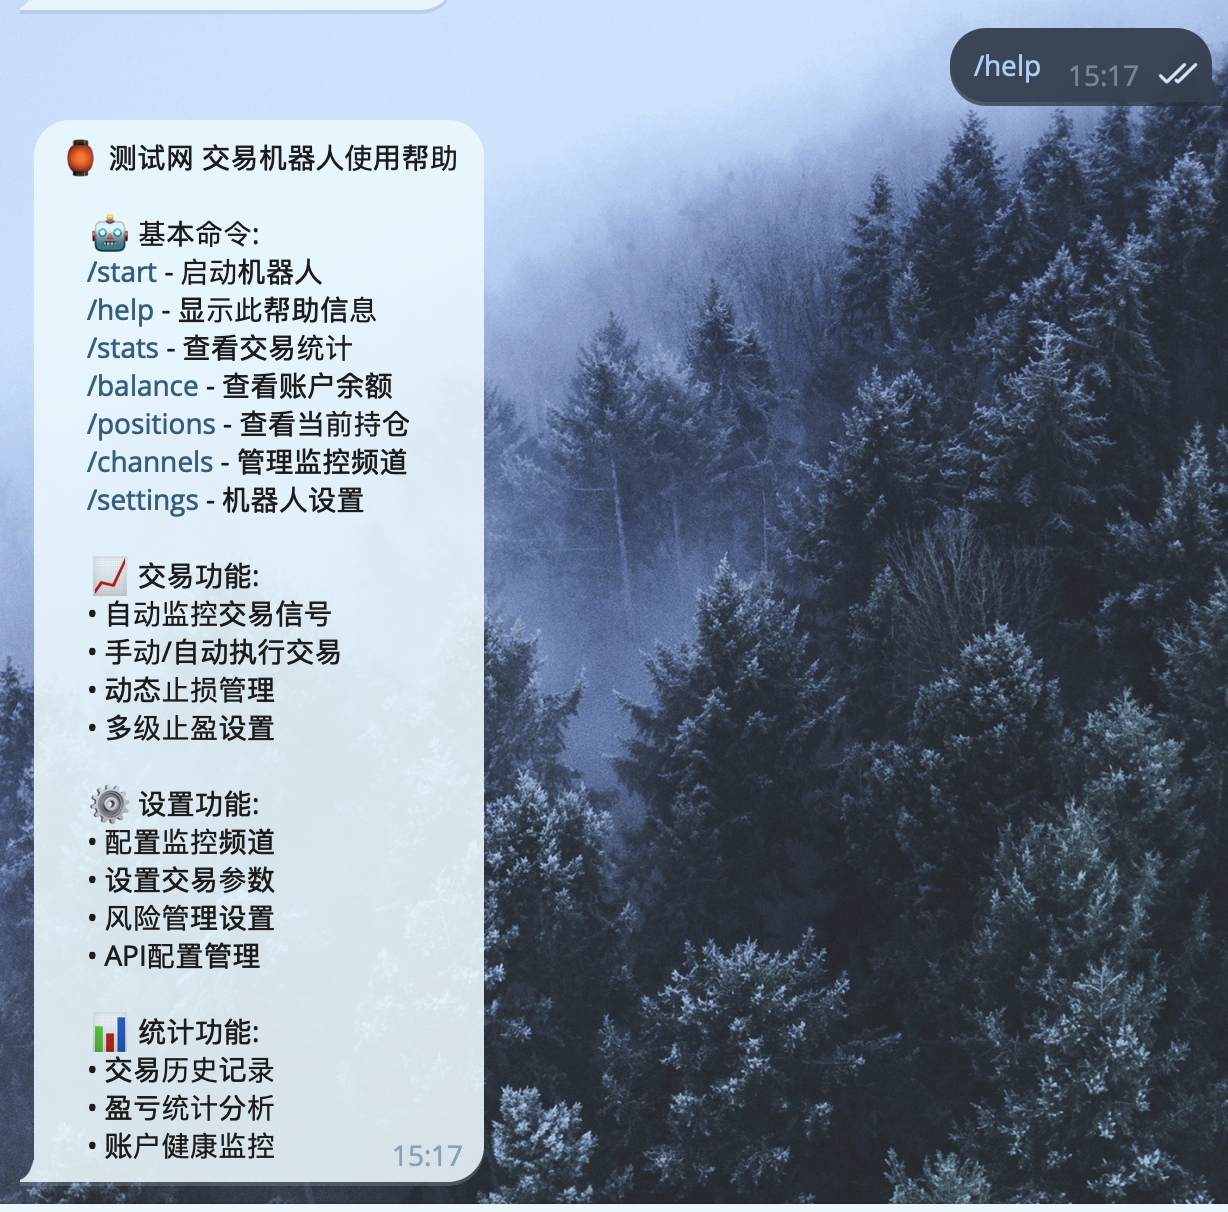 /help 15:17
测试网 交易机器人使用帮助
基本命令:
/start - 启动机器人
/help - 显示此帮助信息
/stats - 查看交易统计
/balance - 查看账户余额
/positions - 查看当前持仓
/channels - 管理监控频道
/settings - 机器人设置
交易功能:
• 自动监控交易信号
• 手动/自动执行交易
• 动态止损管理
• 多级止盈设置
设置功能:
• 配置监控频道
• 设置交易参数
• 风险管理设置
• API配置管理
统计功能:
• 交易历史记录
• 盈亏统计分析
• 账户健康监控
15:17